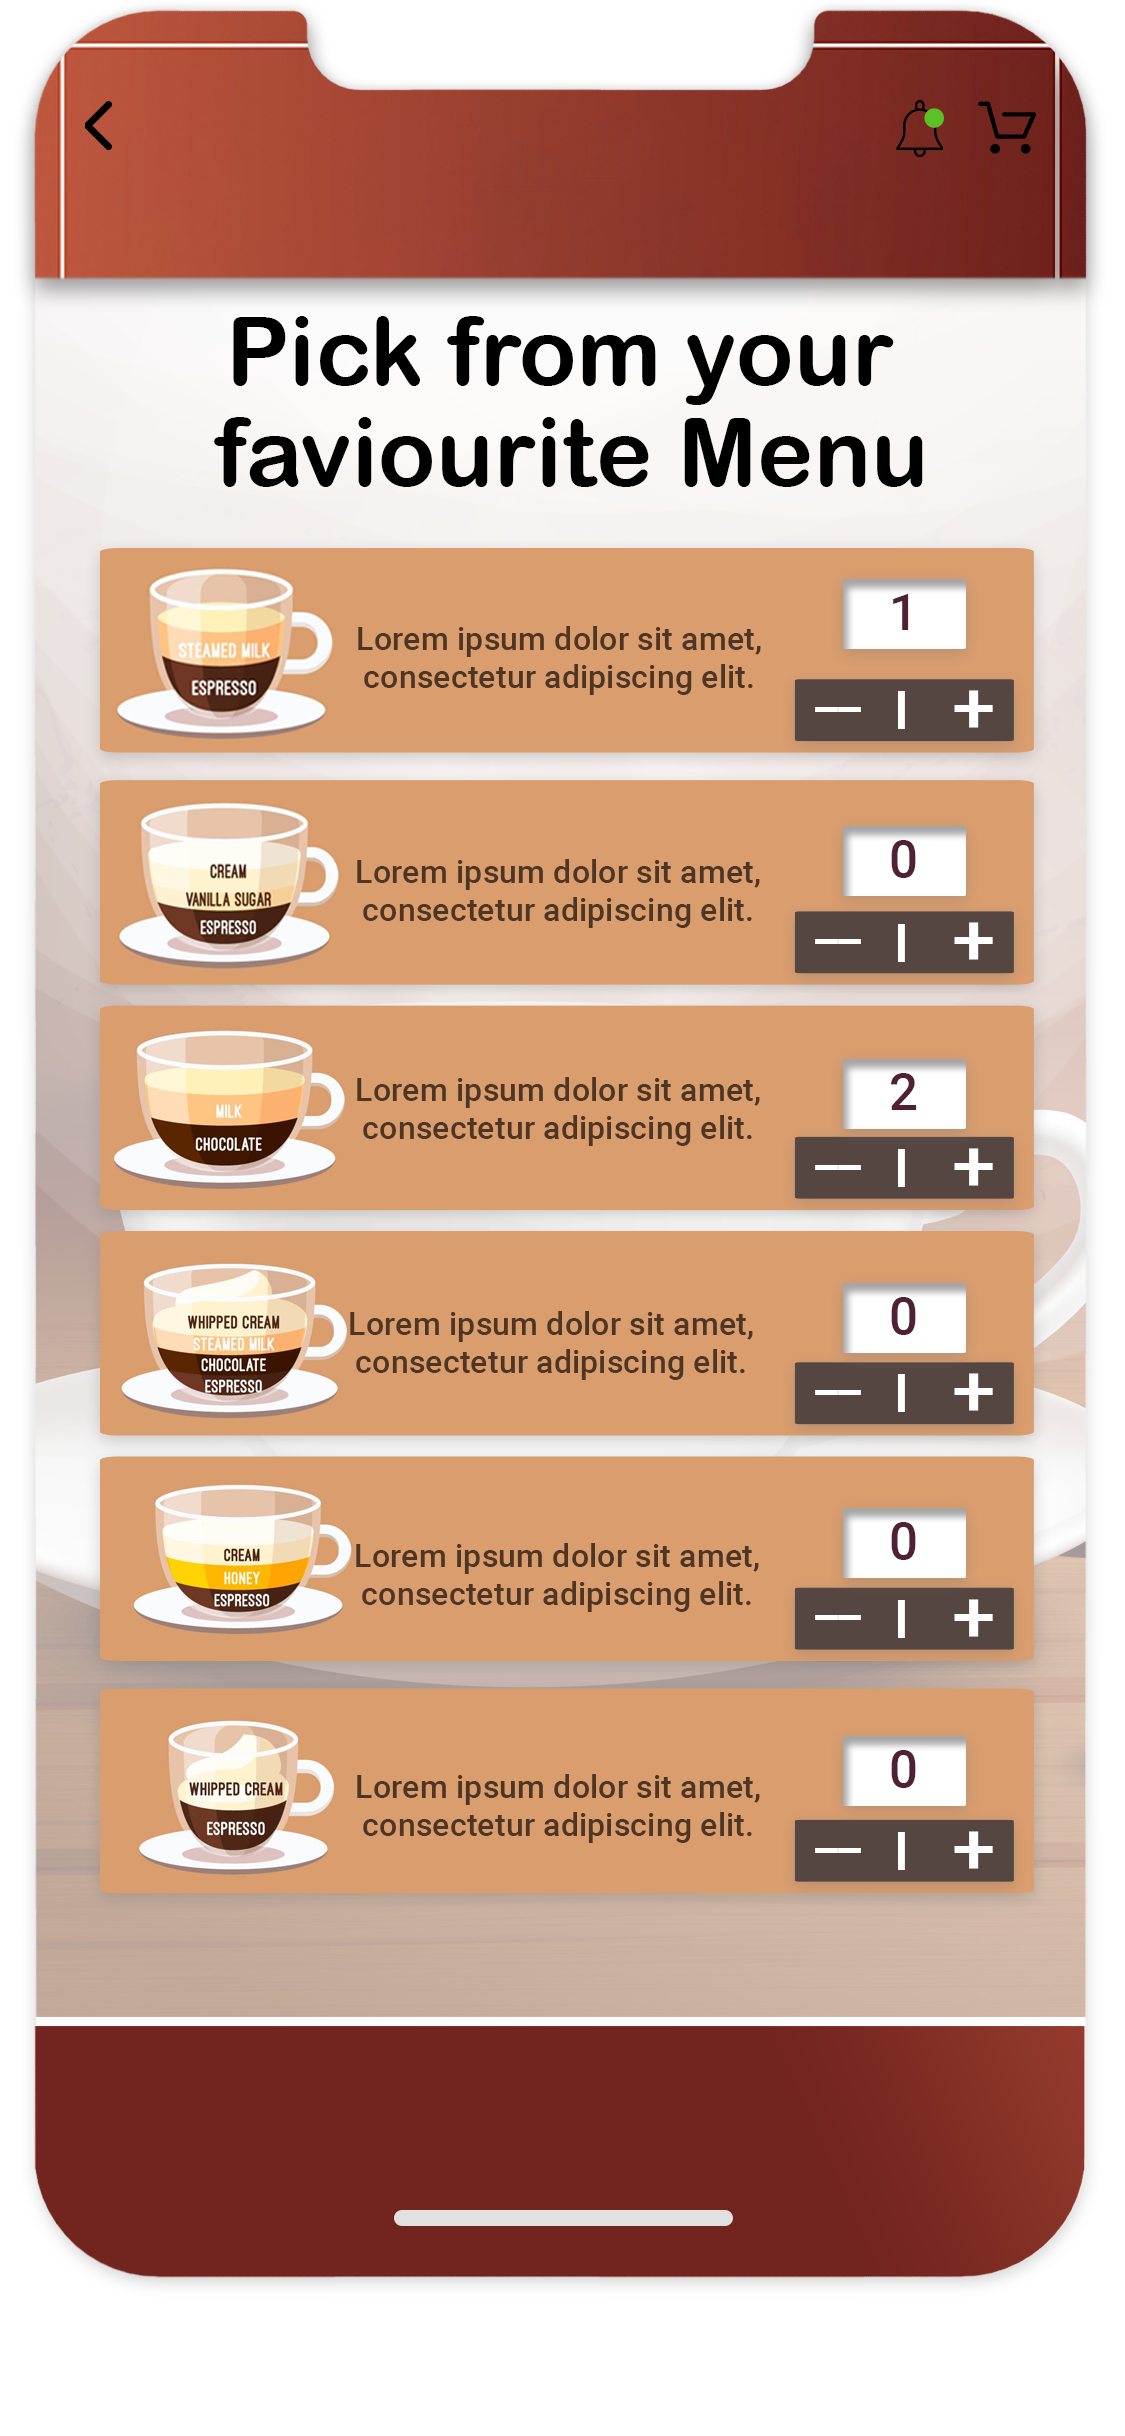 Pick from your
faviourite Menu
STEAMED MILK
ESPRESSO
Lorem ipsum dolor sit amet,
consectetur adipiscing elit.
1
CREAM
VANILLA SUGAR
ESPRESSO
Lorem ipsum dolor sit amet,
consectetur adipiscing elit.
0
MILK
CHOCOLATE
Lorem ipsum dolor sit amet,
consectetur adipiscing elit.
2
WHIPPED CREAM
STEAMED MILK
CHOCOLATE
ESPRESSO
Lorem ipsum dolor sit amet,
consectetur adipiscing elit.
0
CREAM
HONEY
ESPRESSO
Lorem ipsum dolor sit amet,
consectetur adipiscing elit.
0
WHIPPED CREAM
ESPRESSO
Lorem ipsum dolor sit amet,
consectetur adipiscing elit.
0